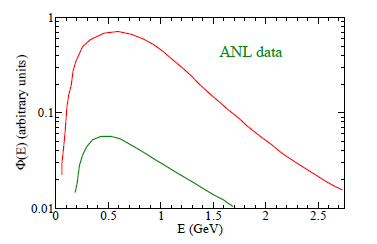 1
ANL data
0.1
0.01
0 0.5 1 1.5 2 2.5
E (GeV)
Φ(E) (arbitrary units)